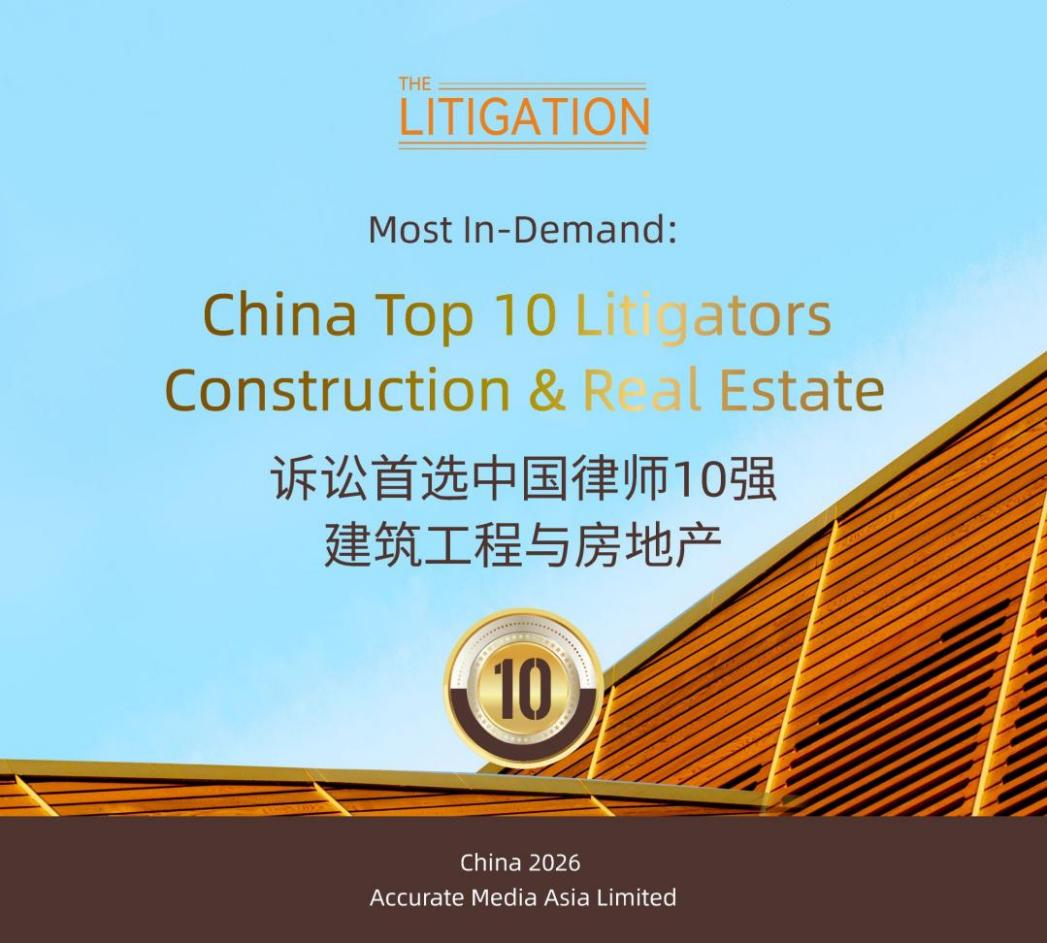 THE
LITIGATION
Most In-Demand:
China Top 10 Litigators
Construction & Real Estate
诉讼首选中国律师10强
建筑工程与房地产
10
China 2026
Accurate Media Asia Limited